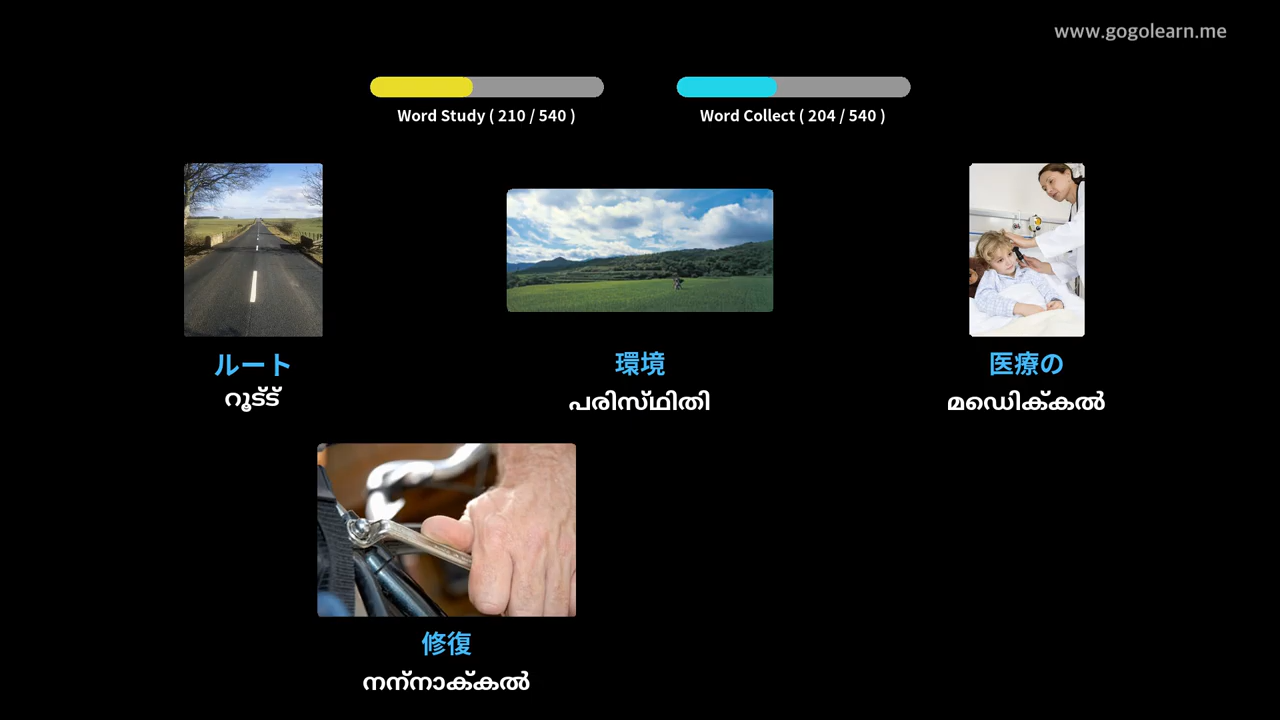 www.gogolearn.me
Word Study ( 210 / 540 )
Word Collect ( 204 / 540 )
ルート
റൂട്ട്
環境
പരിസ്ഥിതി
医療の
മെഡിക്കൽ
修復
നന്നാക്കൽ